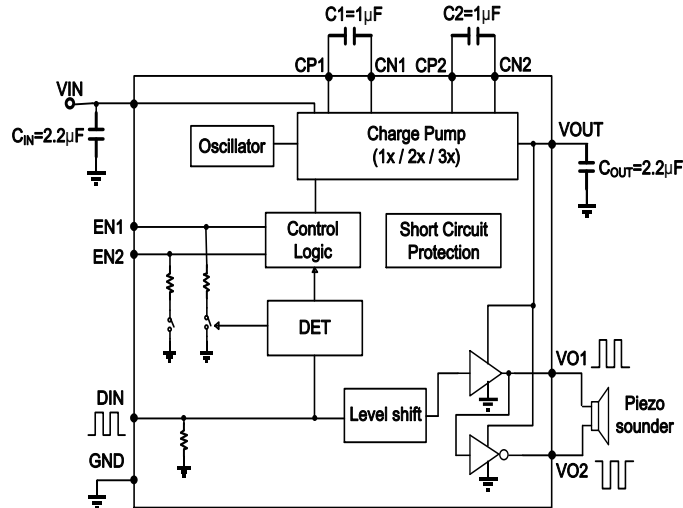 C1=1µF
C2=1µF
CP1
CN1
CP2
CN2
VIN
CIN=2.2µF
Oscillator
Charge Pump
(1x / 2x / 3x)
VOUT
COUT=2.2µF
EN1
EN2
Control
Logic
Short Circuit
Protection
DET
VO1
DIN
Level shift
Piezo
sounder
GND
VO2